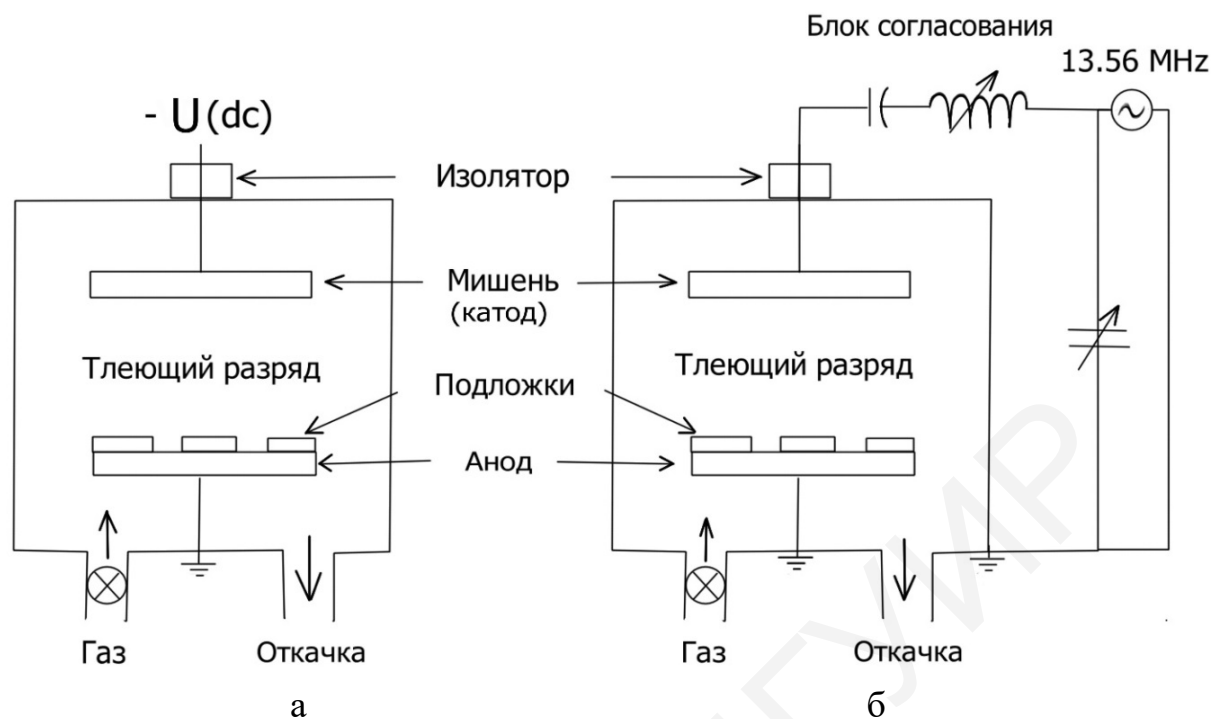 Блок согласования
13.56 MHz
- U (dc)
Изолятор
Мишень
(катод)
Тлеющий разряд
Тлеющий разряд
Подложки
Анод
Газ
Откачка
Газ
Откачка
а
б
ГУИР